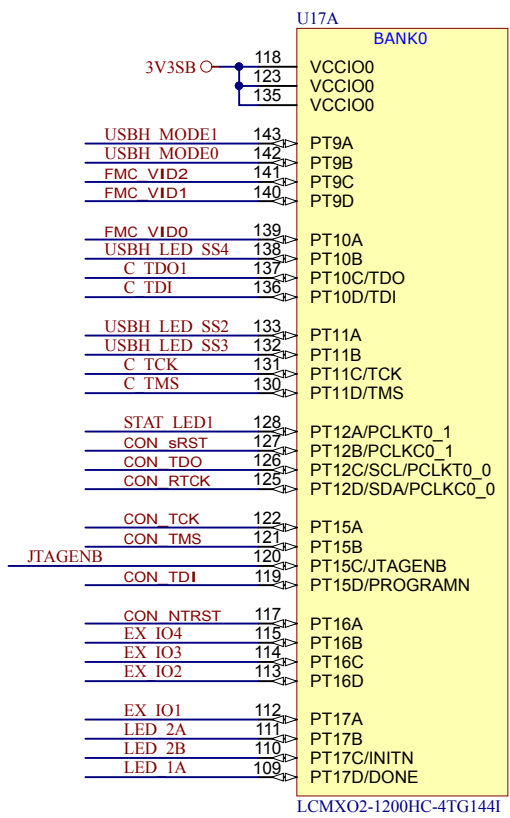 U17A
BANK0
3V3SB 118 VCCIO0
123 VCCIO0
135 VCCIO0
USBH_MODE1 143 PT9A
USBH_MODE0 142 PT9B
FMC_VID2 141 PT9C
FMC_VID1 140 PT9D
FMC_VID0 139 PT10A
USBH_LED_SS4 138 PT10B
C_TDO1 137 PT10C/TDO
C_TDI 136 PT10D/TDI
USBH_LED_SS2 133 PT11A
USBH_LED_SS3 132 PT11B
C_TCK 131 PT11C/TCK
C_TMS 130 PT11D/TMS
STAT_LED1 128 PT12A/PCLKT0_1
CON_sRST 127 PT12B/PCLKC0_1
CON_TDO 126 PT12C/SCL/PCLKT0_0
CON_RTCK 125 PT12D/SDA/PCLKC0_0
CON_TCK 122 PT15A
CON_TMS 121 PT15B
JTAGENB 120 PT15C/JTAGENB
CON_TDI 119 PT15D/PROGRAMN
CON_NTRST 117 PT16A
EX_IO4 115 PT16B
EX_IO3 114 PT16C
EX_IO2 113 PT16D
EX_IO1 112 PT17A
LED_2A 111 PT17B
LED_2B 110 PT17C/INITN
LED_1A 109 PT17D/DONE
LCMXO2-1200HC-4TG144I